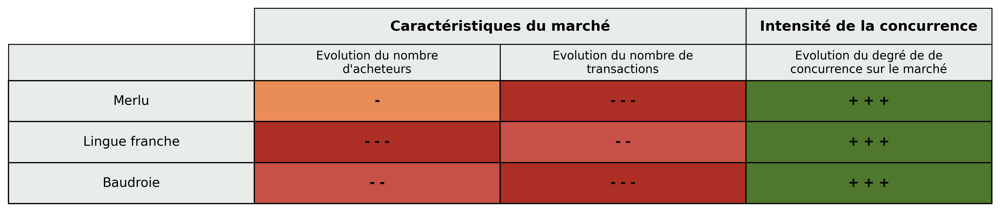 Caractéristiques du marché
Intensité de la concurrence
Evolution du nombre
d'acheteurs
Evolution du nombre de
transactions
Evolution du degré de de
concurrence sur le marché
Merlu
-
- - -
+ + +
Lingue franche
- - -
- -
+ + +
Baudroie
- -
- - -
+ + +